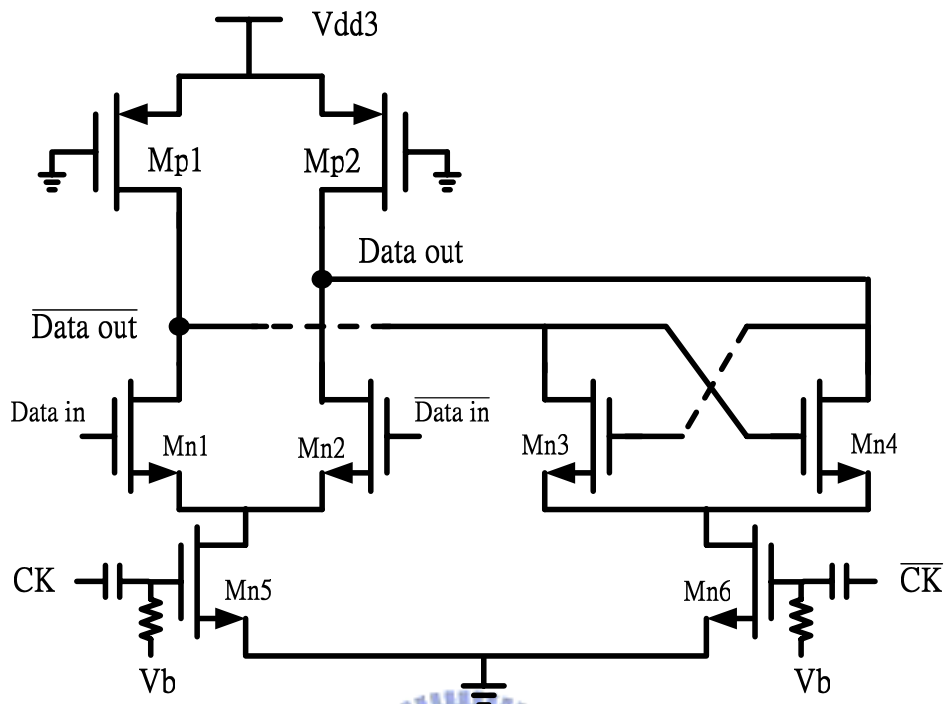 Vdd3
Mp1
Mp2
Data out
Data out
Data in
Mn1
Mn2
Data in
Mn3
Mn4
CK
Mn5
Mn6
CK
Vb
Vb